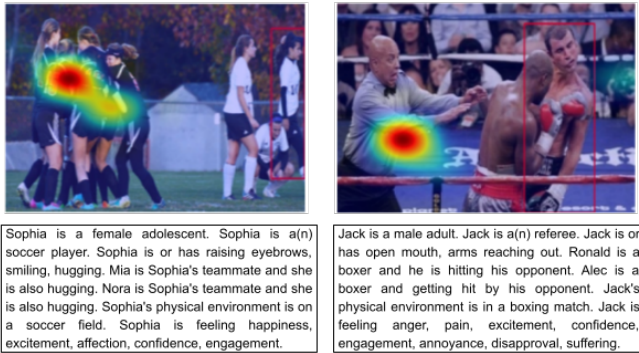 Sophia is a female adolescent. Sophia is a(n)
soccer player. Sophia is or has raising eyebrows,
smiling, hugging. Mia is Sophia's teammate and she
is also hugging. Nora is Sophia's teammate and she
is also hugging. Sophia's physical environment is on
a soccer field. Sophia is feeling happiness,
excitement, affection, confidence, engagement.
Jack is a male adult. Jack is a(n) referee. Jack is or
has open mouth, arms reaching out. Ronald is a
boxer and he is hitting his opponent. Alec is a
boxer and getting hit by his opponent. Jack's
physical environment is in a boxing match. Jack is
feeling anger, pain, excitement, confidence,
engagement, annoyance, disapproval, suffering.